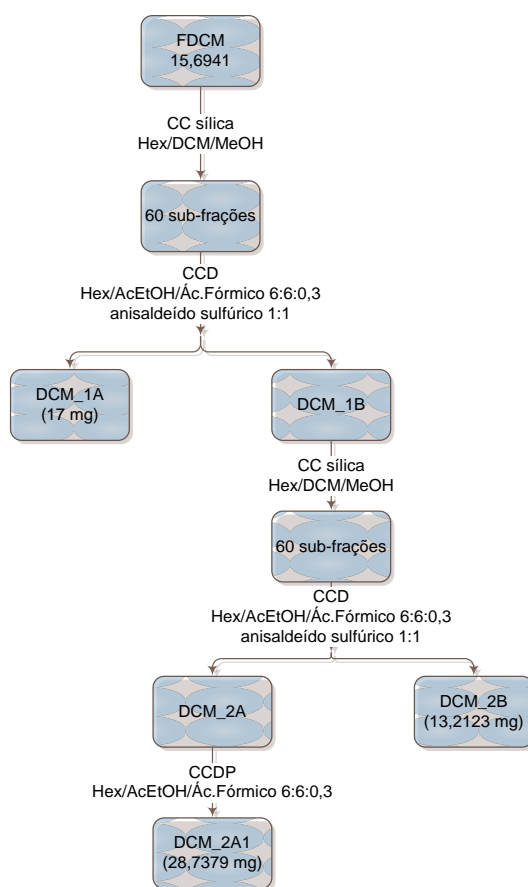 FDCM
15,6941
CC sílica
Hex/DCM/MeOH
60 sub-frações
CCD
Hex/AcEtOH/Ác.Fórmico 6:6:0,3
anisaldeído sulfúrico 1:1
DCM_1A
(17 mg)
DCM_1B
CC sílica
Hex/DCM/MeOH
60 sub-frações
CCD
Hex/AcEtOH/Ác.Fórmico 6:6:0,3
anisaldeído sulfúrico 1:1
DCM_2A
DCM_2B
(13,2123 mg)
CCDP
Hex/AcEtOH/Ác.Fórmico 6:6:0,3
DCM_2A1
(28,7379 mg)